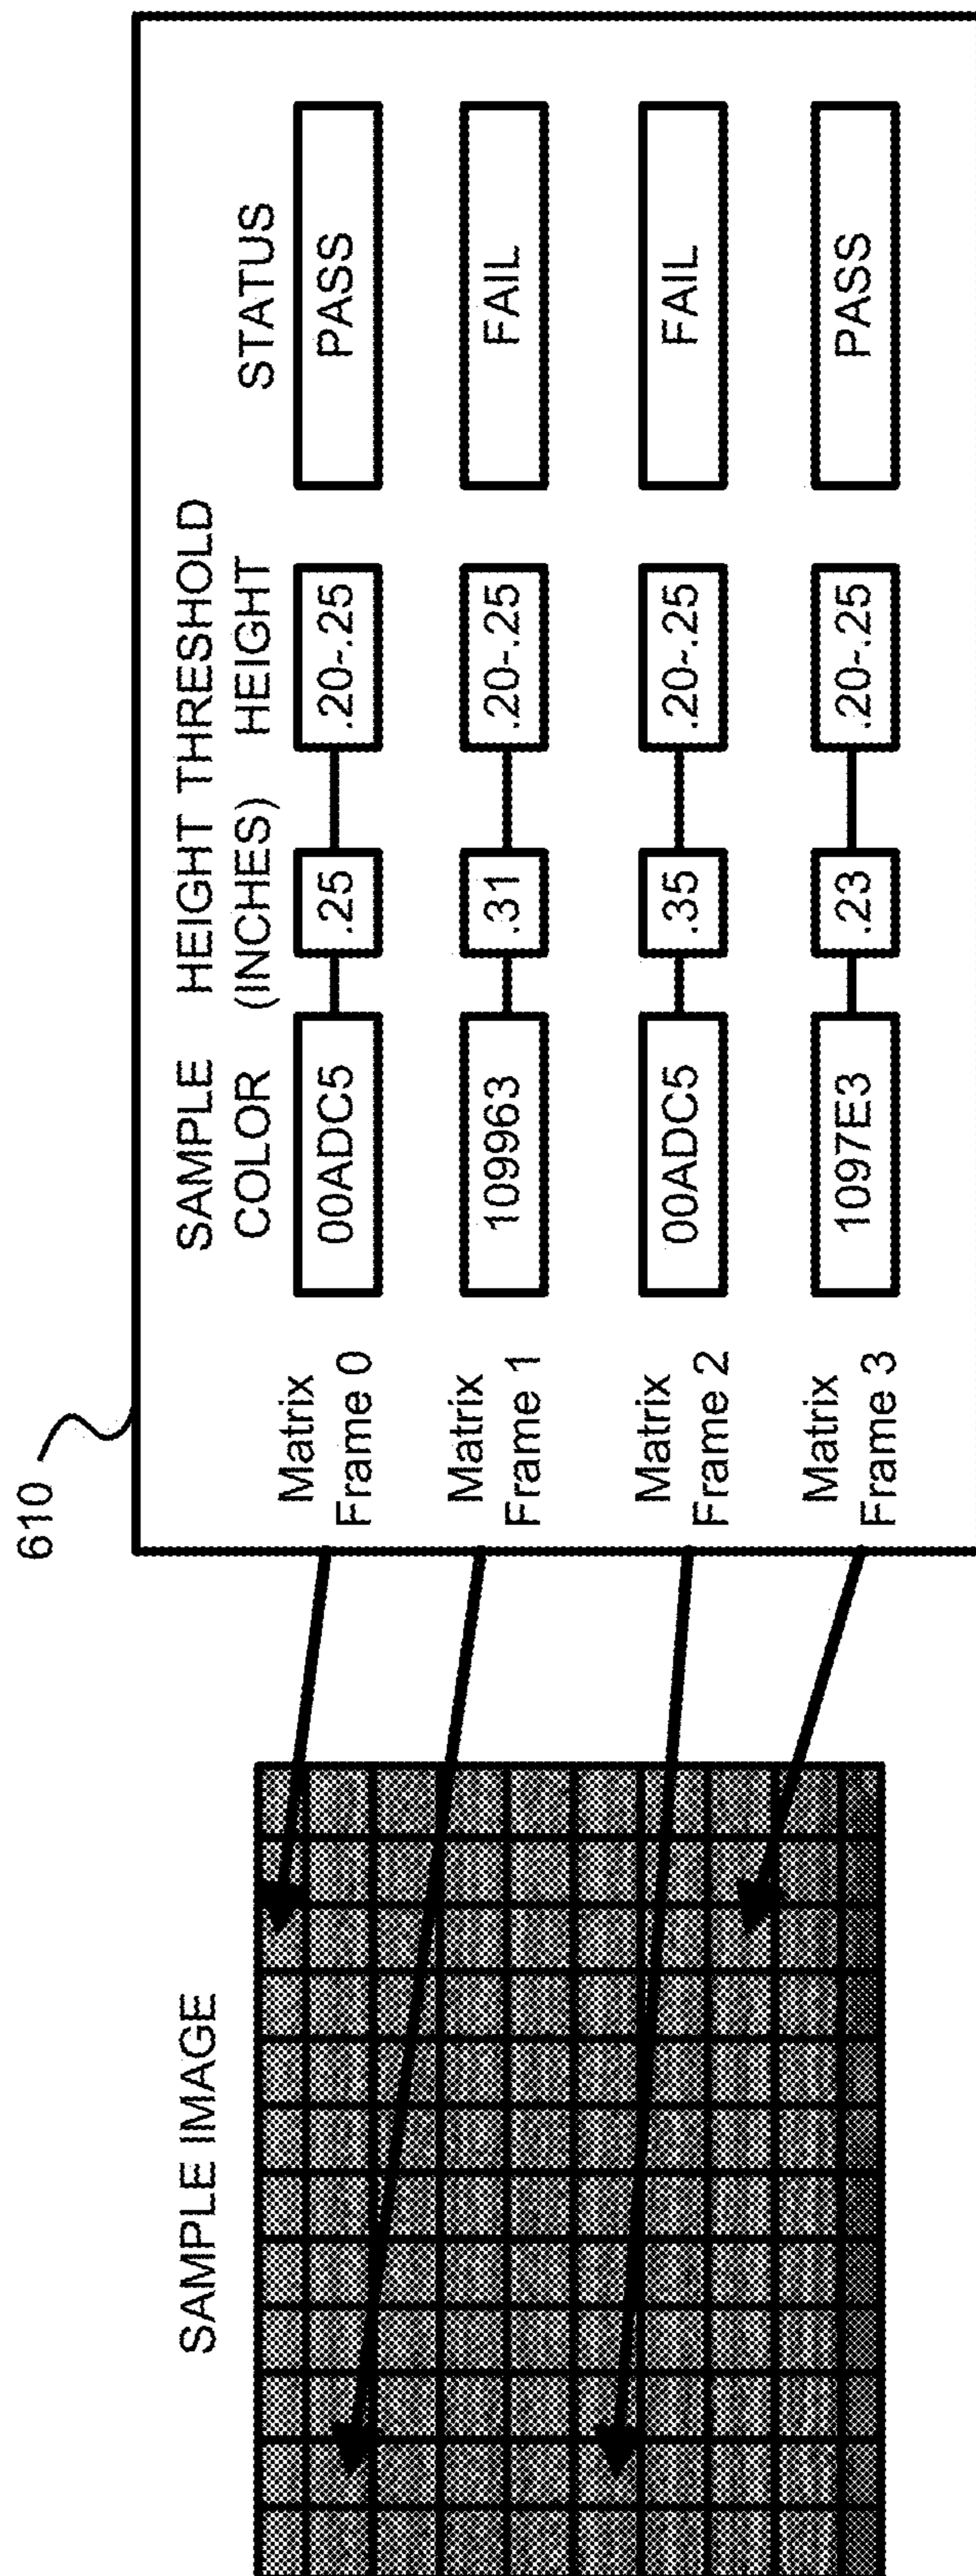 610
SAMPLE IMAGE
SAMPLE HEIGHT THRESHOLD
COLOR (INCHES) HEIGHT STATUS
Matrix
Frame 0
00ADC5 .25 .20-.25 PASS
Matrix
Frame 1
109963 .31 .20-.25 FAIL
Matrix
Frame 2
00ADC5 .35 .20-.25 FAIL
Matrix
Frame 3
1097E3 .23 .20-.25 PASS